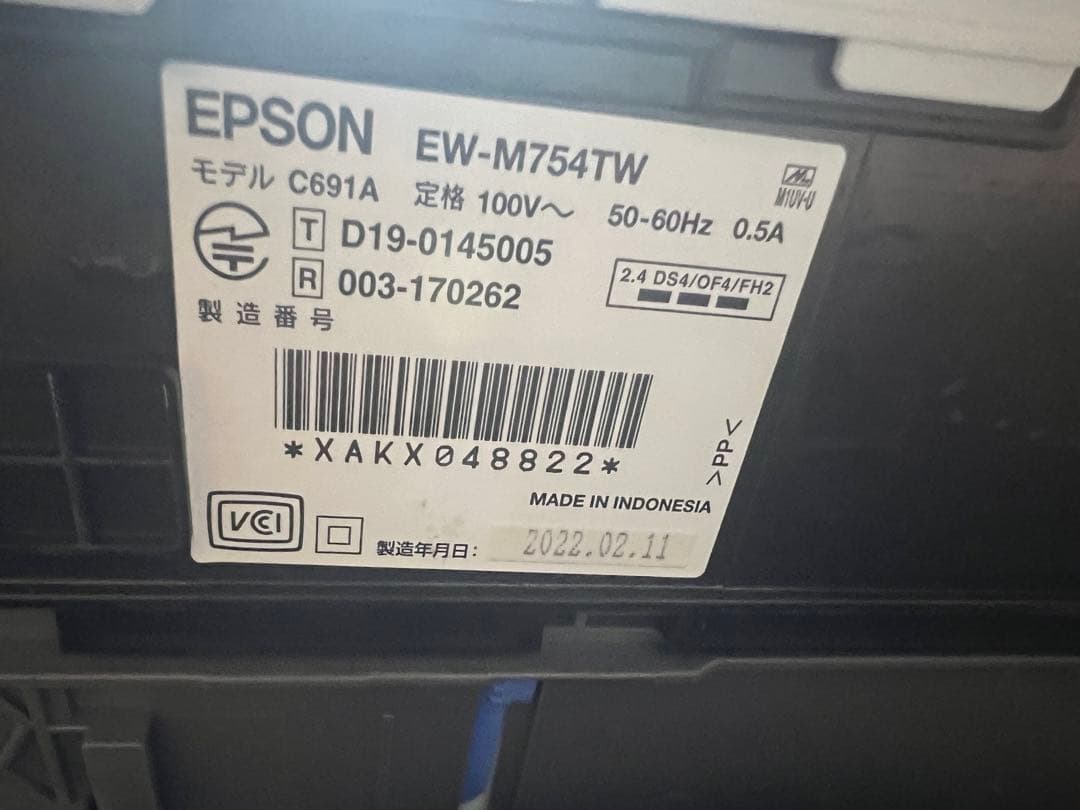 EPSON EW-M754TW
モデル C691A 定格 100V～ 50-60Hz 0.5A
M1UV-U
T D19-0145005
R 003-170262
2.4 DS4/OF4/FH2
製造番号
*XAKX048822*
>PP<
MADE IN INDONESIA
VCCI
製造年月日: 2022.02.11